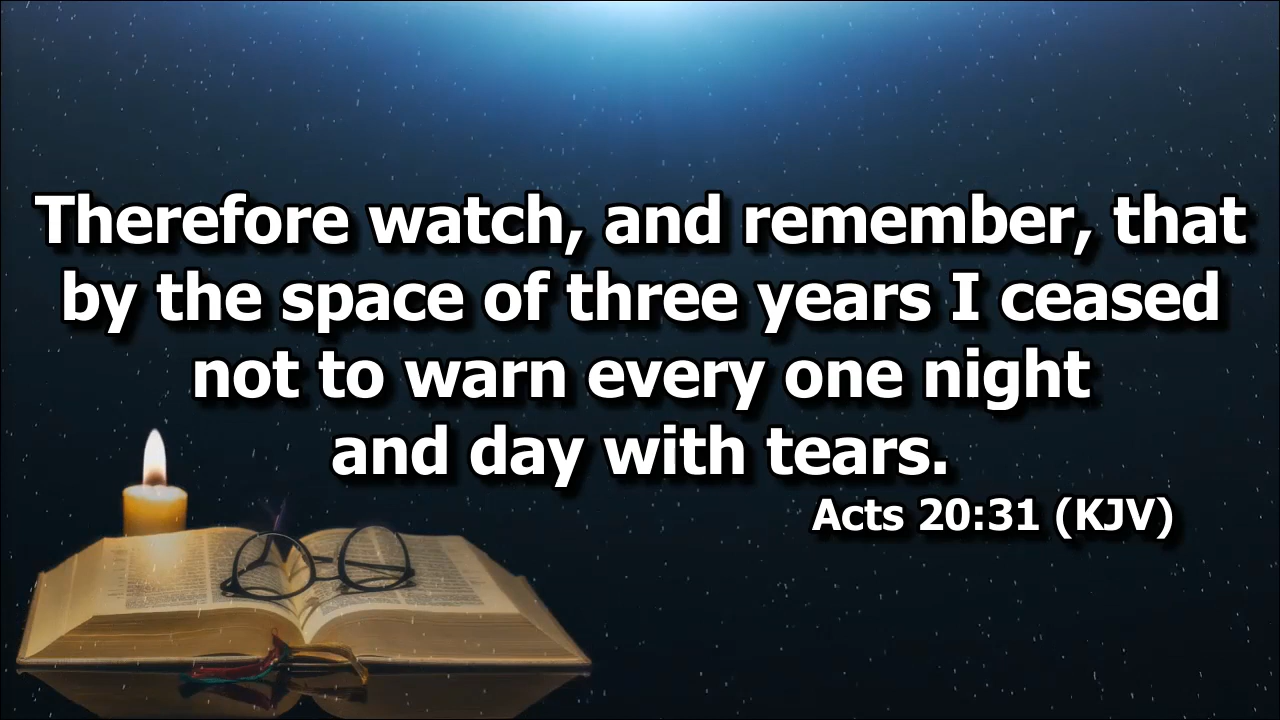 Therefore watch, and remember, that
by the space of three years I ceased
not to warn every one night
and day with tears.
Acts 20:31 (KJV)